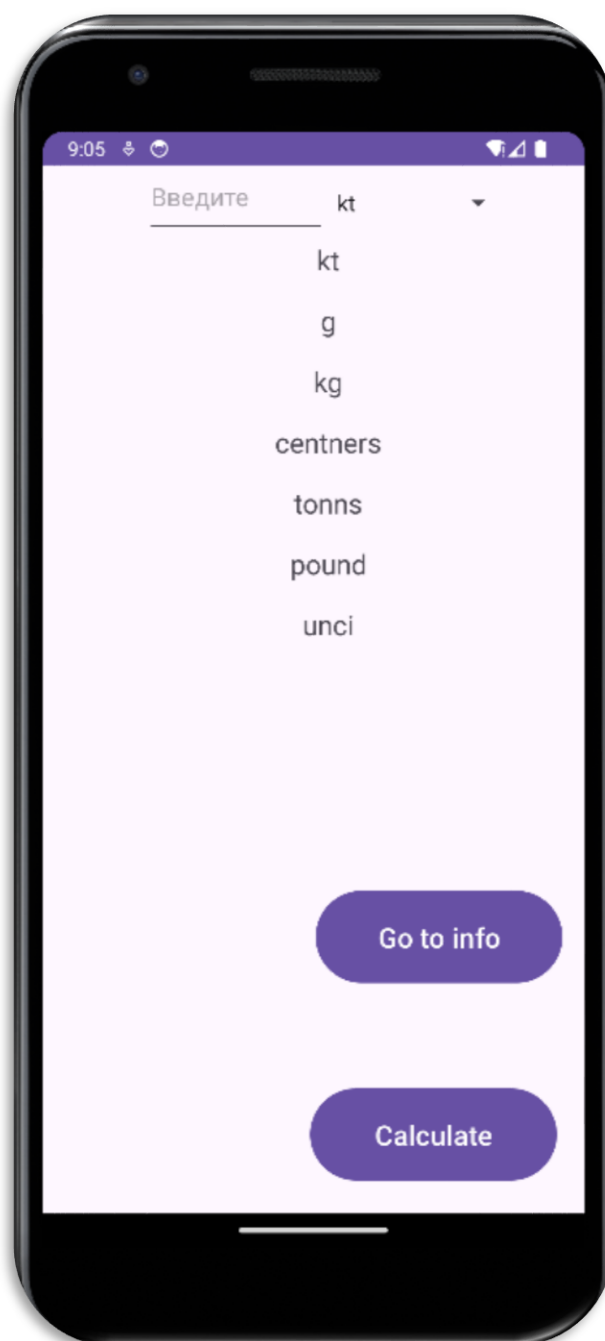 9:05
Введите kt
kt
g
kg
centners
tonns
pound
unci
Go to info
Calculate